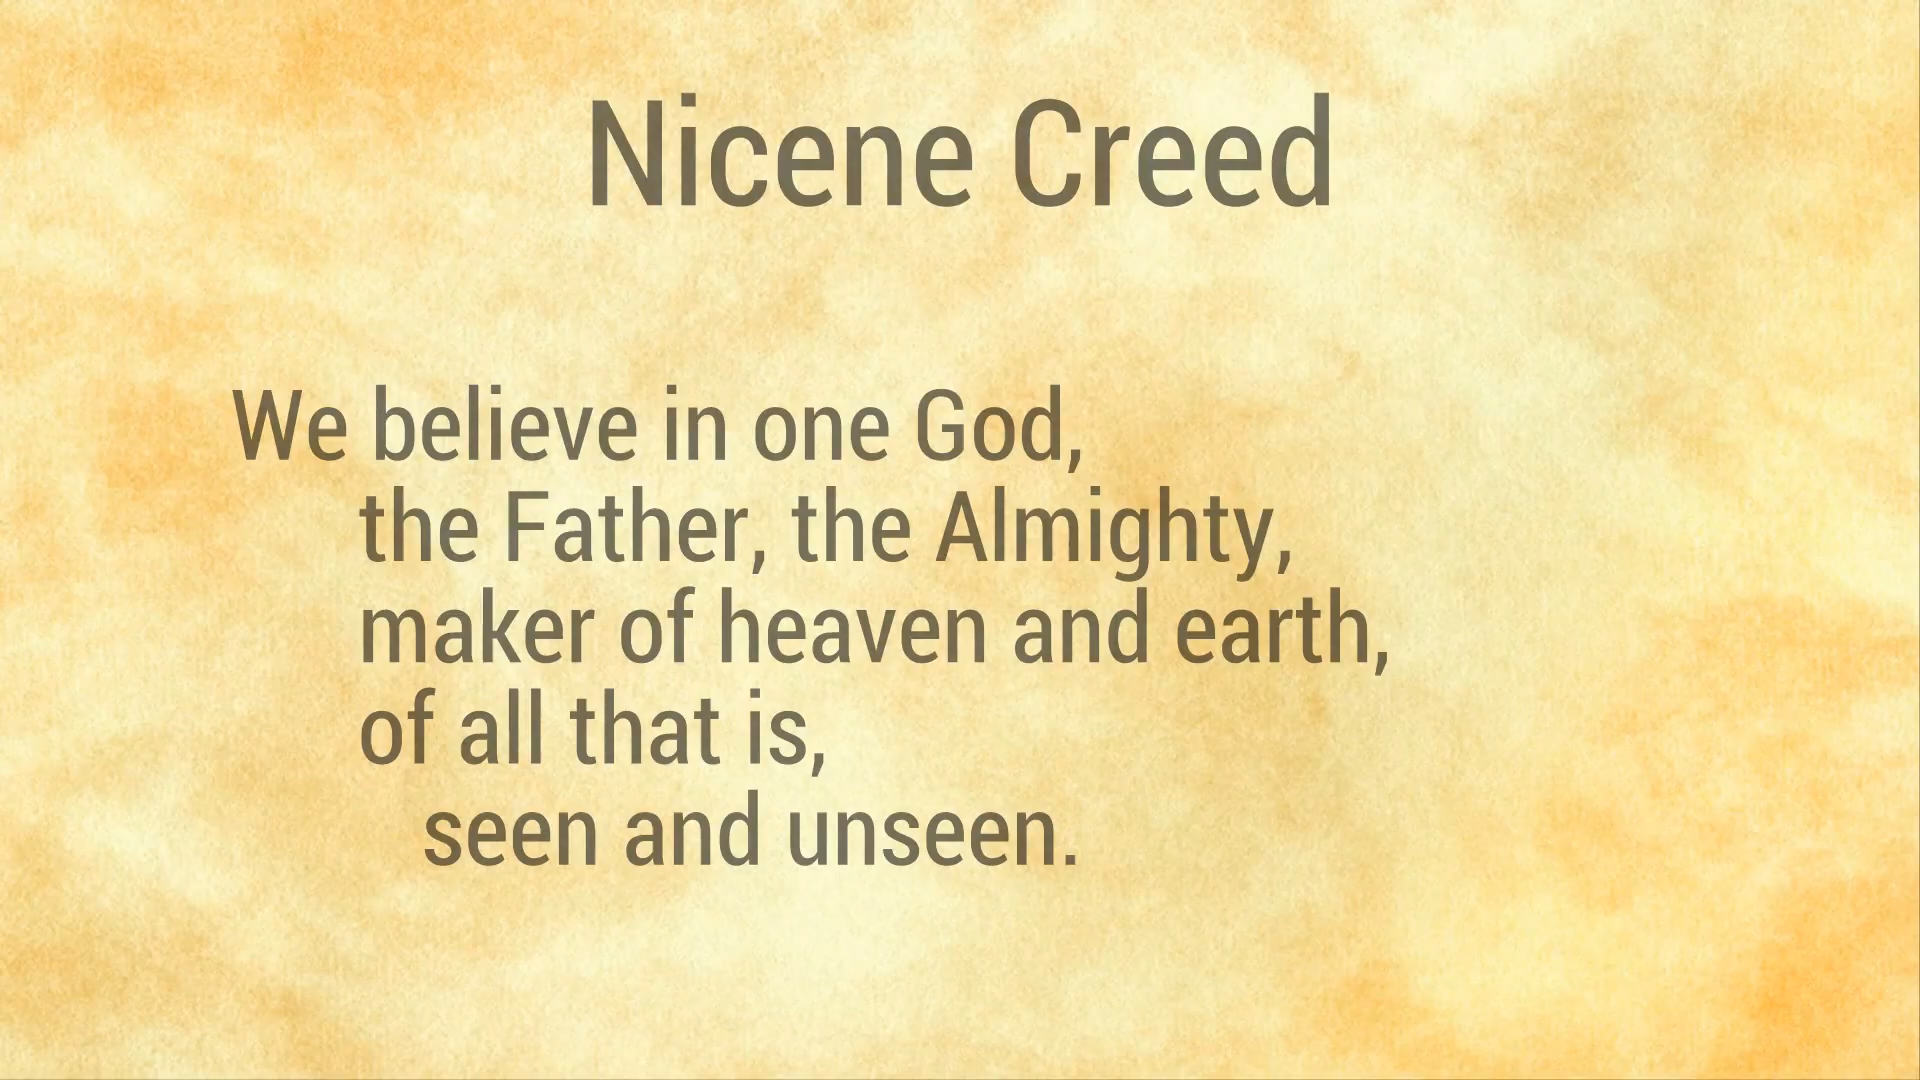 Nicene Creed
We believe in one God,
the Father, the Almighty,
maker of heaven and earth,
of all that is,
seen and unseen.